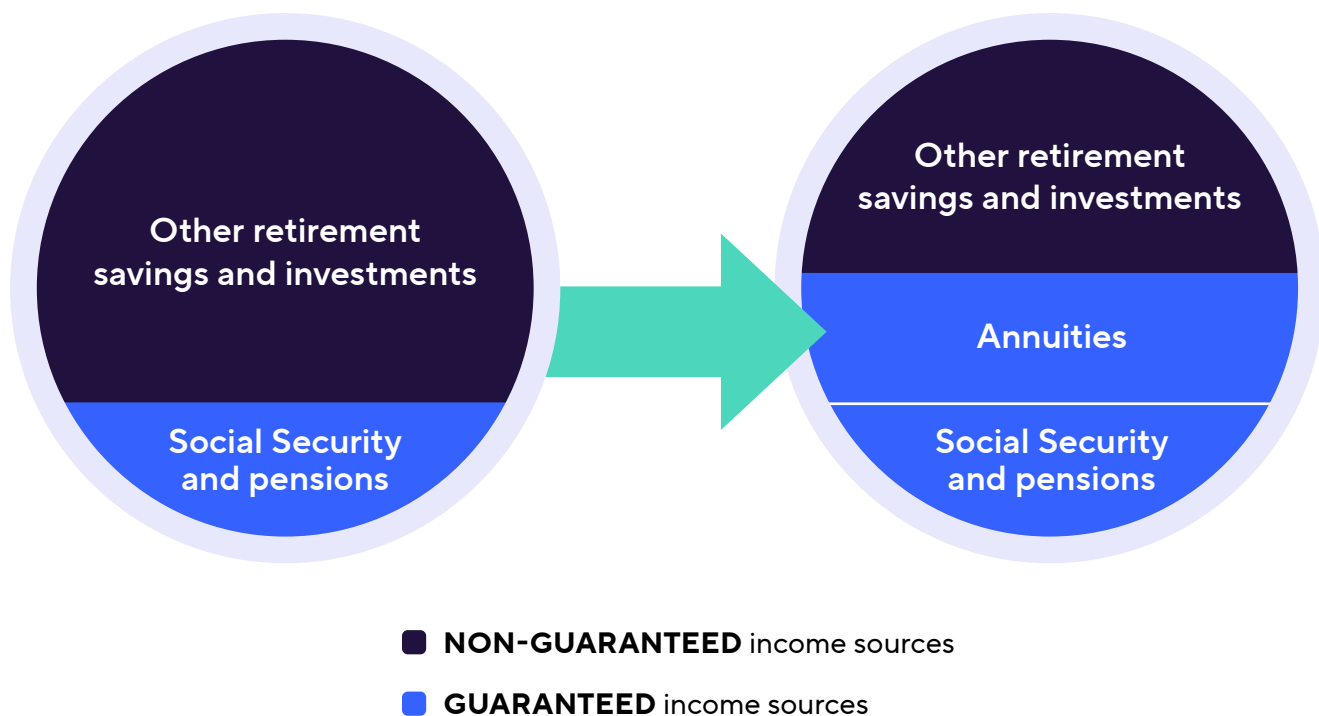 Other retirement
savings and investments
Social Security
and pensions
Other retirement
savings and investments
Annuities
Social Security
and pensions
NON-GUARANTEED income sources
GUARANTEED income sources